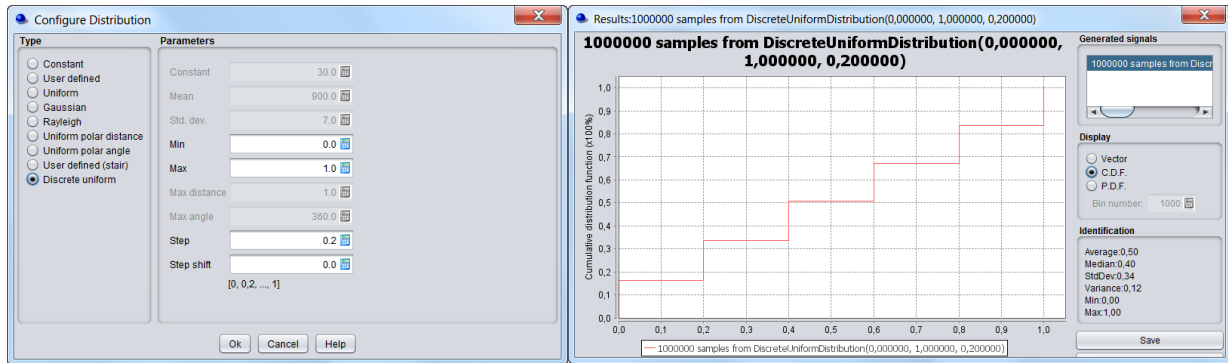 Configure Distribution
Type
Constant
User defined
Uniform
Gaussian
Rayleigh
Uniform polar distance
Uniform polar angle
User defined (stair)
Discrete uniform
Parameters
Constant 30.0
Mean 900.0
Std. dev. 7.0
Min 0.0
Max 1.0
Max distance 1.0
Max angle 360.0
Step 0.2
Step shift 0.0
[0, 0,2, ..., 1]
Ok Cancel Help
Results:1000000 samples from DiscreteUniformDistribution(0,000000, 1,000000, 0,200000)
1000000 samples from DiscreteUniformDistribution(0,000000,
1,000000, 0,200000)
Cumulative distribution function (x100%)
1,0
0,9
0,8
0,7
0,6
0,5
0,4
0,3
0,2
0,1
0,0
0,0 0,1 0,2 0,3 0,4 0,5 0,6 0,7 0,8 0,9 1,0
1000000 samples from DiscreteUniformDistribution(0,000000, 1,000000, 0,200000)
Generated signals
1000000 samples from Discr
Display
Vector
C.D.F.
P.D.F.
Bin number: 1000
Identification
Average:0,50
Median:0,40
StdDev:0,34
Variance:0,12
Min:0,00
Max:1,00
Save